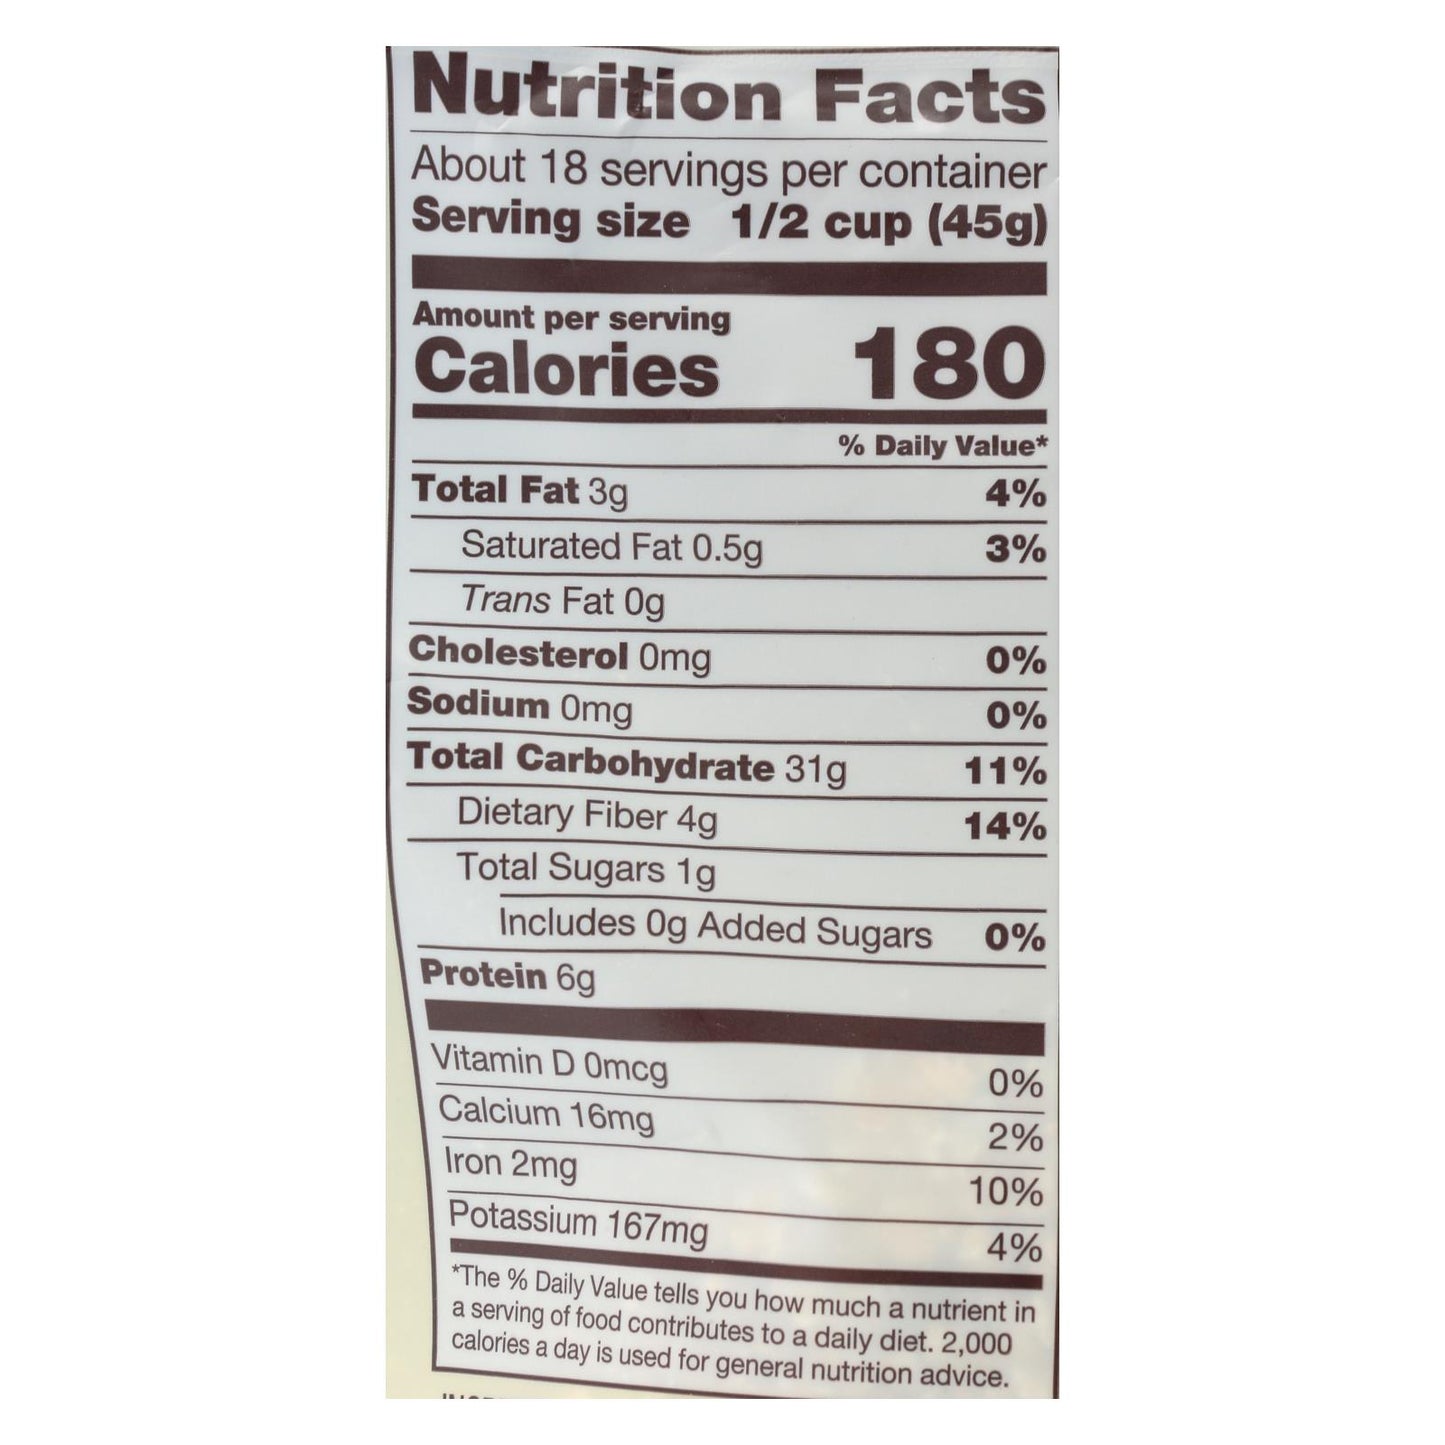 Nutrition Facts
About 18 servings per container
Serving size 1/2 cup (45g)
Amount per serving
Calories 180
% Daily Value*
Total Fat 3g 4%
Saturated Fat 0.5g 3%
Trans Fat 0g
Cholesterol 0mg 0%
Sodium 0mg 0%
Total Carbohydrate 31g 11%
Dietary Fiber 4g 14%
Total Sugars 1g
Includes 0g Added Sugars 0%
Protein 6g
Vitamin D 0mcg 0%
Calcium 16mg 2%
Iron 2mg 10%
Potassium 167mg 4%
*The % Daily Value tells you how much a nutrient in
a serving of food contributes to a daily diet. 2,000
calories a day is used for general nutrition advice.